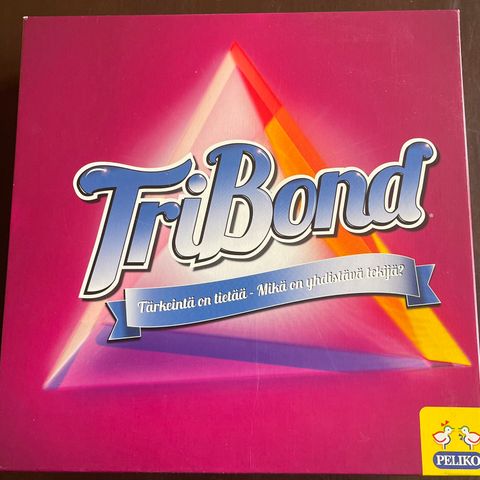 TriBond
Tärkeintä on tietää - Mikä on yhdistävä tekijä?
PELIKO